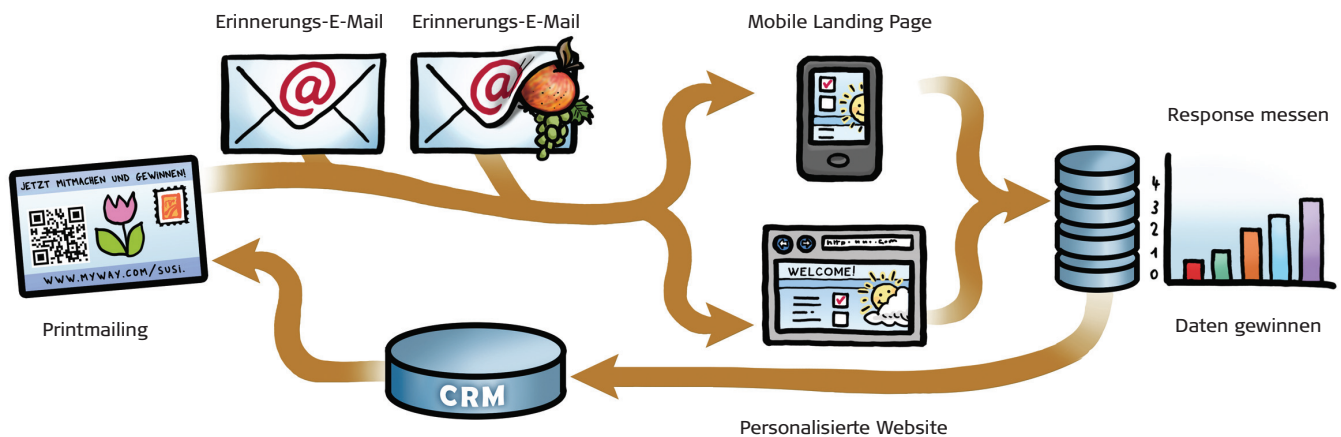 Erinnerungs-E-Mail
Erinnerungs-E-Mail
Mobile Landing Page
@
@
Response messen
JETZT MITMACHEN UND GEWINNEN!
WWW.MYWAY.COM/SUSI.
Printmailing
WELCOME!
4
3
2
1
0
Daten gewinnen
CRM
Personalisierte Website